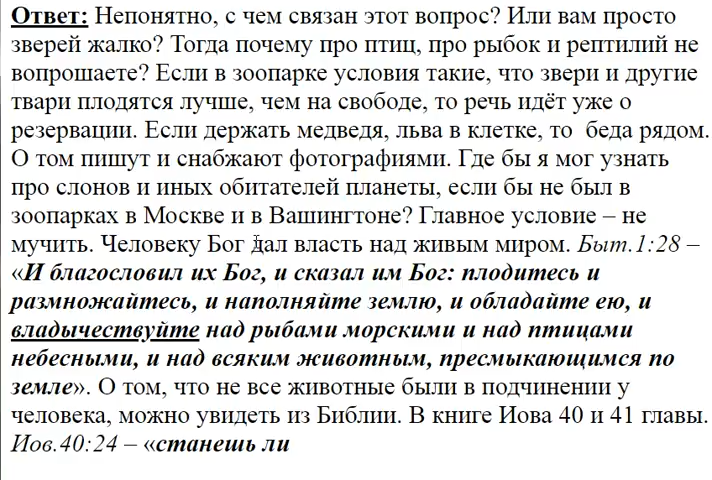 Ответ: Непонятно, с чем связан этот вопрос? Или вам просто
зверей жалко? Тогда почему про птиц, про рыбок и рептилий не
вопрошаете? Если в зоопарке условия такие, что звери и другие
твари плодятся лучше, чем на свободе, то речь идёт уже о
резервации. Если держать медведя, льва в клетке, то  беда рядом.
О том пишут и снабжают фотографиями. Где бы я мог узнать
про слонов и иных обитателей планеты, если бы не был в
зоопарках в Москве и в Вашингтоне? Главное условие – не
мучить. Человеку Бог дал власть над живым миром. Быт.1:28 –
«И благословил их Бог, и сказал им Бог: плодитесь и
размножайтесь, и наполняйте землю, и обладайте ею, и
владычествуйте над рыбами морскими и над птицами
небесными, и над всяким животным, пресмыкающимся по
земле». О том, что не все животные были в подчинении у
человека, можно увидеть из Библии. В книге Иова 40 и 41 главы.
Иов.40:24 – «станешь ли